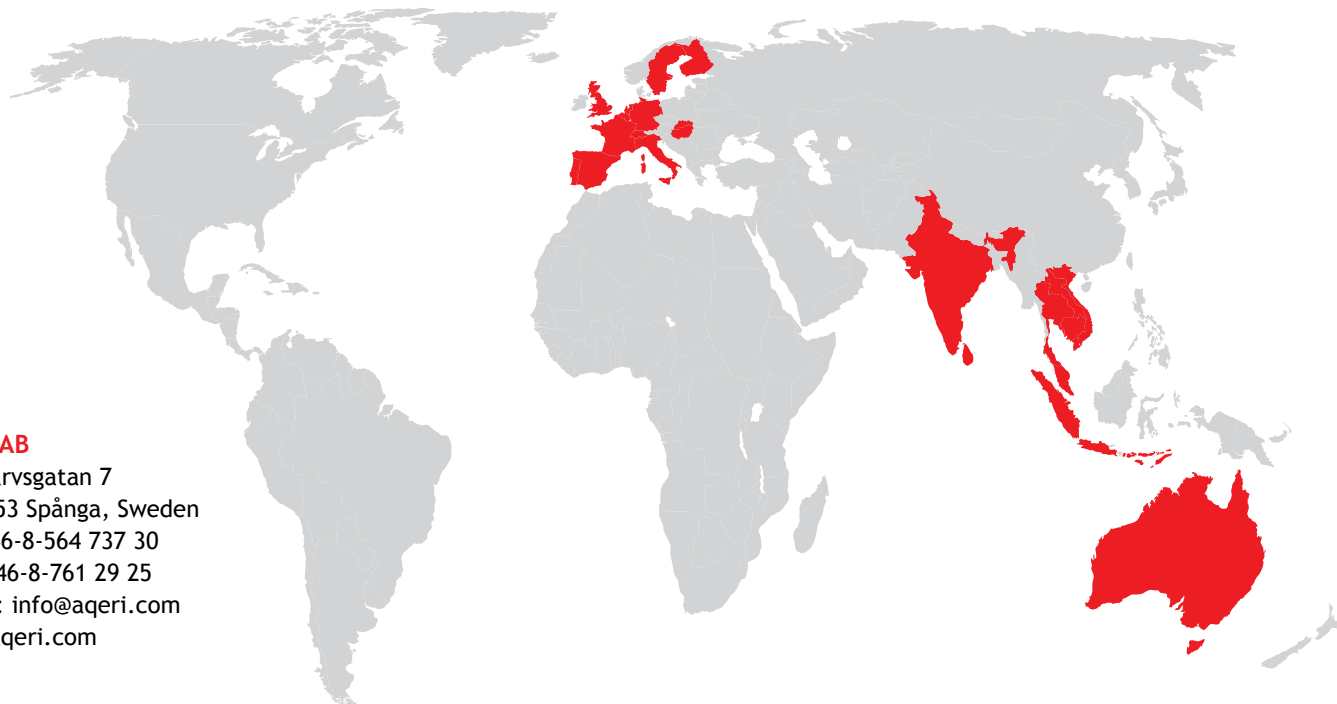 AB
rvsgatan 7
53 Spånga, Sweden
6-8-564 737 30
46-8-761 29 25
: info@aqeri.com
qeri.com